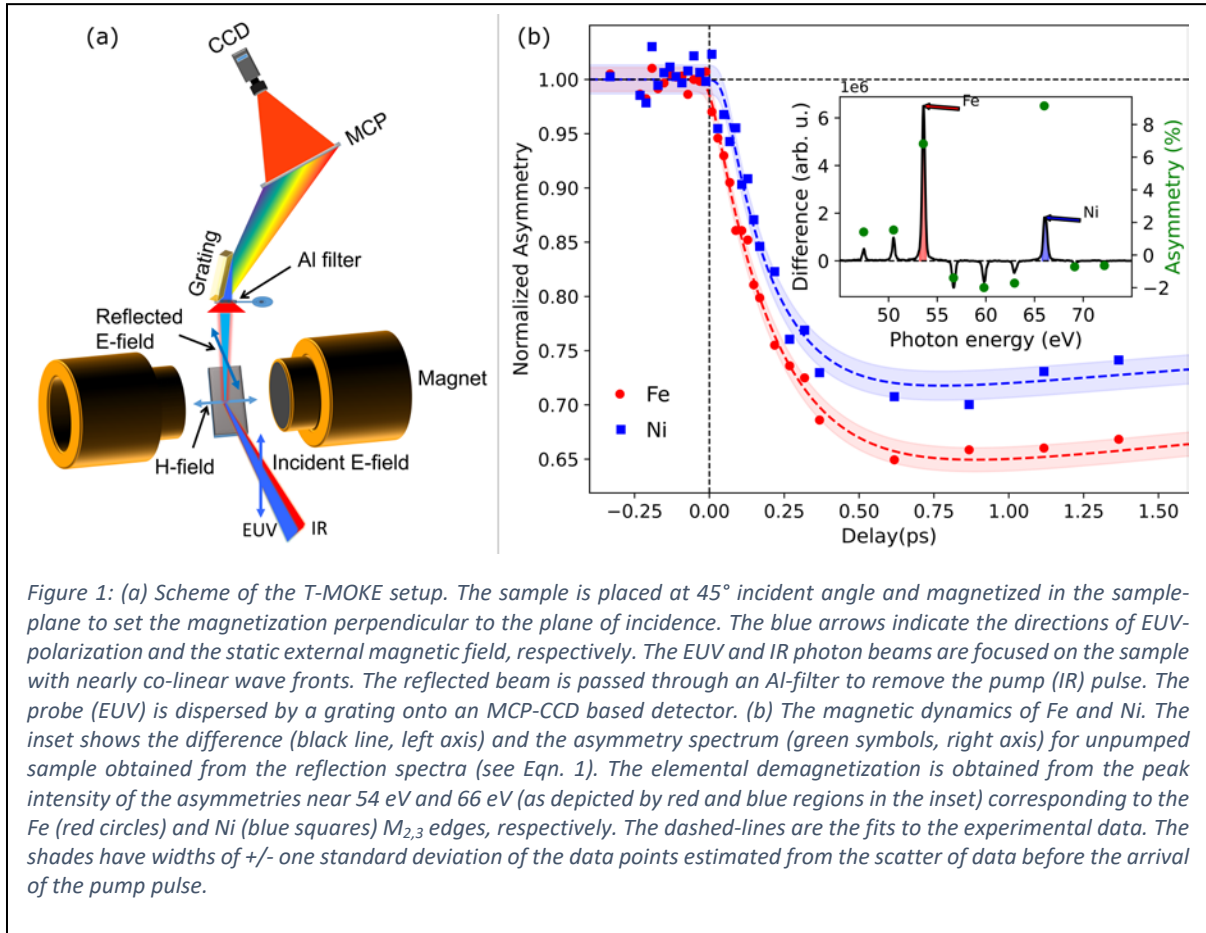 (a)
CCD
MCP
Grating
Al filter
Reflected
E-field
Magnet
H-field
Incident E-field
EUV
IR
(b)
Normalized Asymmetry
1.00
0.95
0.90
0.85
0.80
0.75
0.70
0.65
−0.25
0.00
0.25
0.50
0.75
1.00
1.25
1.50
Delay(ps)
Fe
Ni
1e6
Difference (arb. u.)
6
4
2
0
Fe
Ni
8
6
4
2
0
−2
Asymmetry (%)
50
55
60
65
70
Photon energy (eV)
Figure 1: (a) Scheme of the T-MOKE setup. The sample is placed at 45° incident angle and magnetized in the sample-
plane to set the magnetization perpendicular to the plane of incidence. The blue arrows indicate the directions of EUV-
polarization and the static external magnetic field, respectively. The EUV and IR photon beams are focused on the sample
with nearly co-linear wave fronts. The reflected beam is passed through an Al-filter to remove the pump (IR) pulse. The
probe (EUV) is dispersed by a grating onto an MCP-CCD based detector. (b) The magnetic dynamics of Fe and Ni. The
inset shows the difference (black line, left axis) and the asymmetry spectrum (green symbols, right axis) for unpumped
sample obtained from the reflection spectra (see Eqn. 1). The elemental demagnetization is obtained from the peak
intensity of the asymmetries near 54 eV and 66 eV (as depicted by red and blue regions in the inset) corresponding to the
Fe (red circles) and Ni (blue squares) M2,3 edges, respectively. The dashed-lines are the fits to the experimental data. The
shades have widths of +/- one standard deviation of the data points estimated from the scatter of data before the arrival
of the pump pulse.